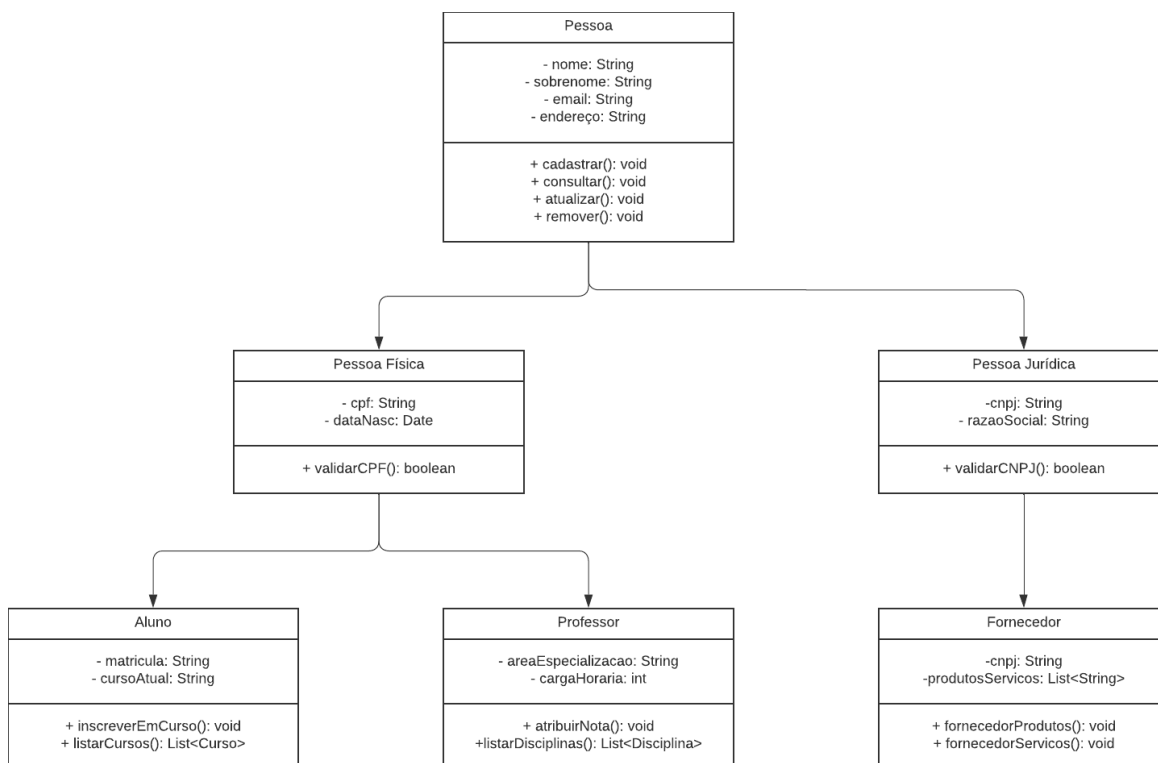 Pessoa
- nome: String
- sobrenome: String
- email: String
- endereço: String
+ cadastrar(): void
+ consultar(): void
+ atualizar(): void
+ remover(): void
Pessoa Física
- cpf: String
- dataNasc: Date
+ validarCPF(): boolean
Pessoa Jurídica
-cnpj: String
- razaoSocial: String
+ validarCNPJ(): boolean
Aluno
- matricula: String
- cursoAtual: String
+ inscreverEmCurso(): void
+ listarCursos(): List<Curso>
Professor
- areaEspecializacao: String
- cargaHoraria: int
+ atribuirNota(): void
+listarDisciplinas(): List<Disciplina>
Fornecedor
-cnpj: String
-produtosServicos: List<String>
+ fornecedorProdutos(): void
+ fornecedorServicos(): void